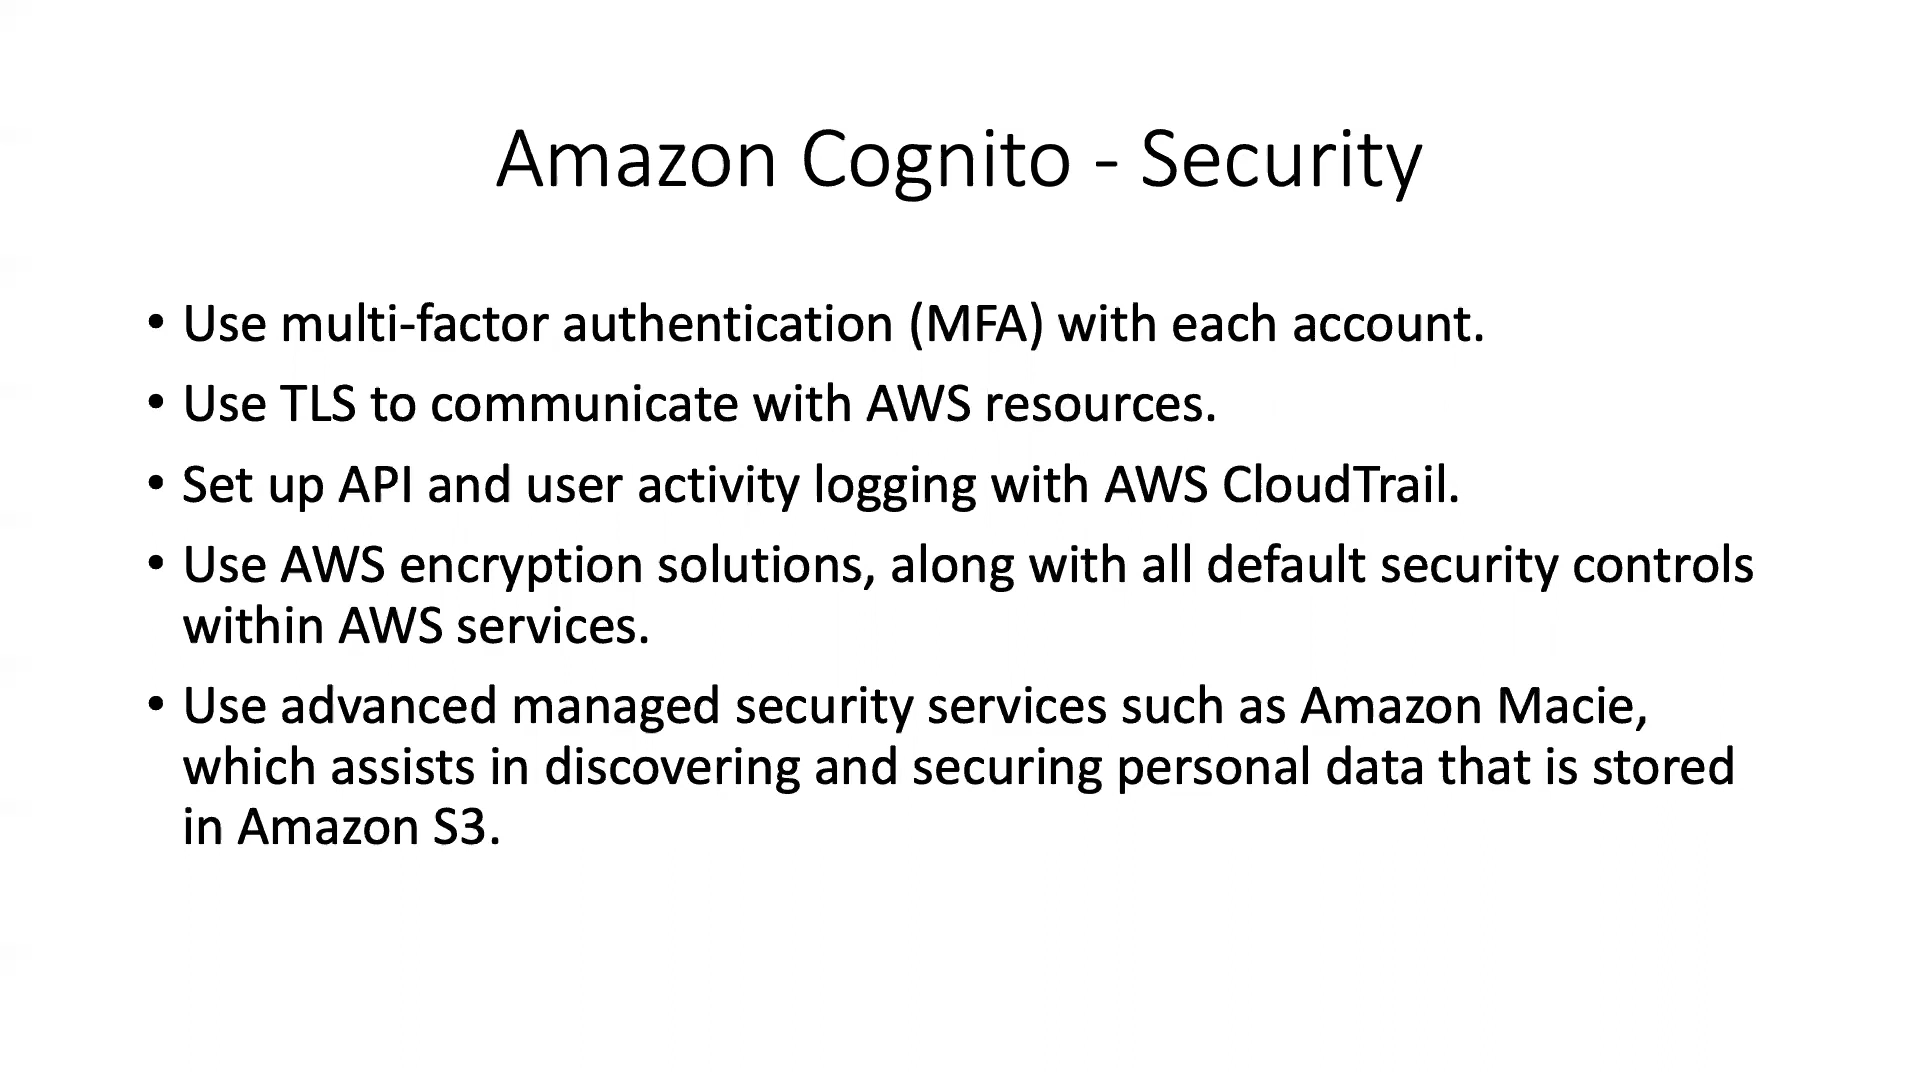 Amazon Cognito - Security
• Use multi-factor authentication (MFA) with each account.
• Use TLS to communicate with AWS resources.
• Set up API and user activity logging with AWS CloudTrail.
• Use AWS encryption solutions, along with all default security controls
within AWS services.
• Use advanced managed security services such as Amazon Macie,
which assists in discovering and securing personal data that is stored
in Amazon S3.